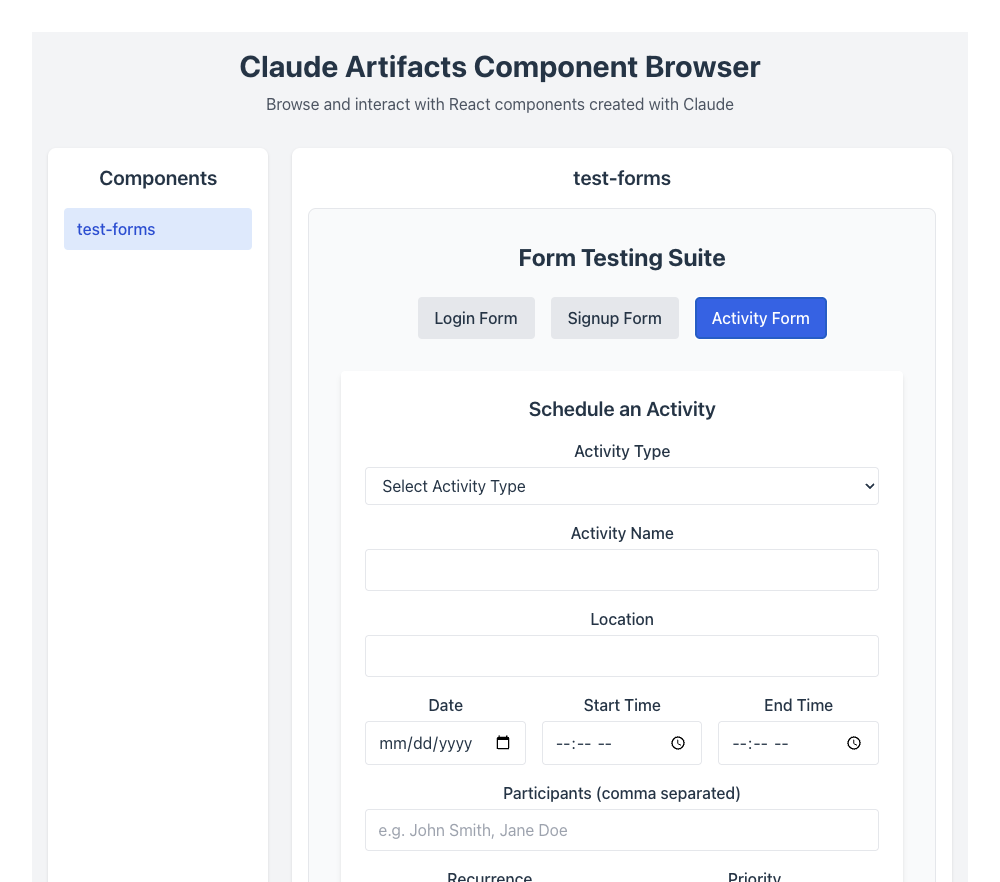 Claude Artifacts Component Browser
Browse and interact with React components created with Claude
Components
test-forms
test-forms
Form Testing Suite
Login Form
Signup Form
Activity Form
Schedule an Activity
Activity Type
Select Activity Type
Activity Name
Location
Date
Start Time
End Time
mm/dd/yyyy
--:-- --
--:-- --
Participants (comma separated)
e.g. John Smith, Jane Doe
Recurrence
Priority